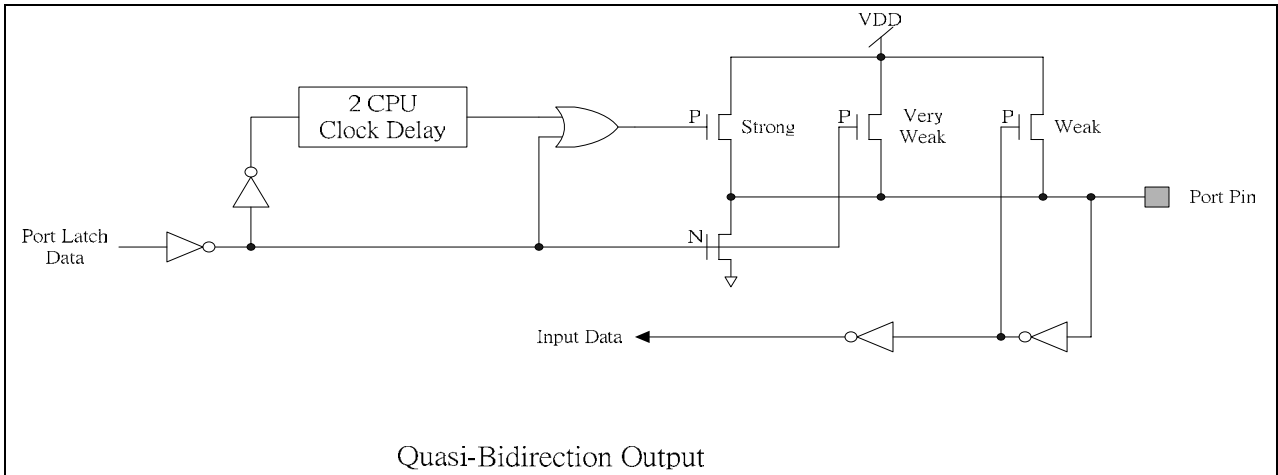 VDD
2 CPU
Clock Delay
P
Strong
P
Very
Weak
P
Weak
Port Pin
Port Latch
Data
N
Input Data
Quasi-Bidirection Output